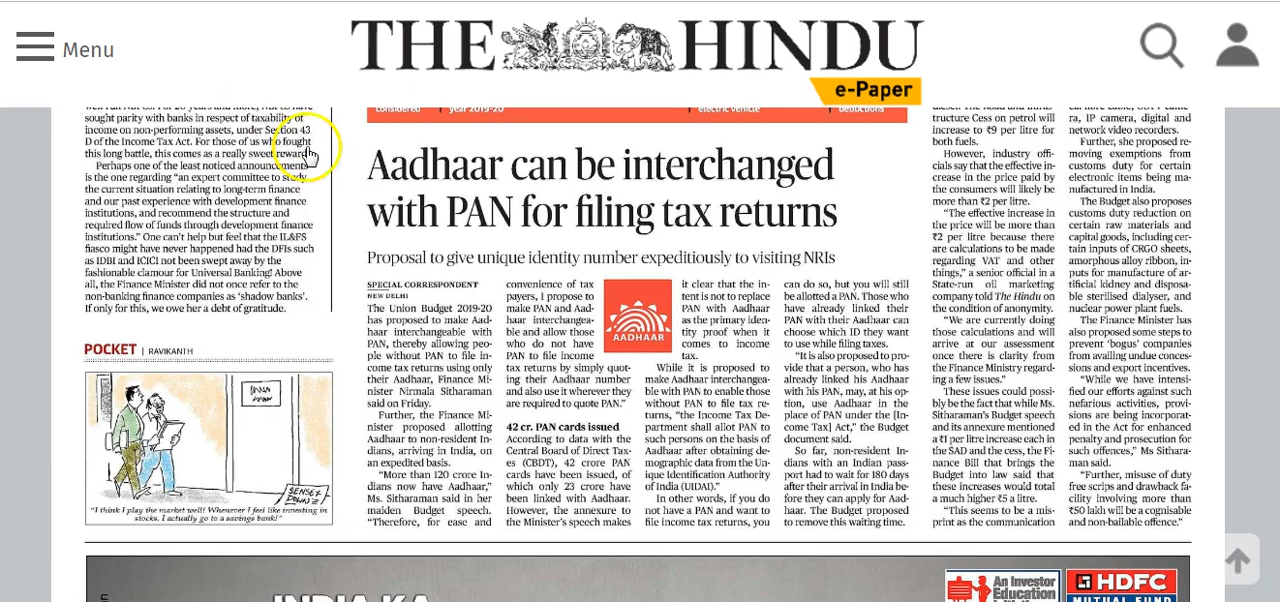 Menu
THE HINDU
e-Paper
considered
year 2019-20
electric vehicle
deductions
sought parity with banks in respect of taxability of
income on non-performing assets, under Section 43
D of the Income Tax Act. For those of us who fought
this long battle, this comes as a really sweet reward.
Perhaps one of the least noticed announcements
is the one regarding “an expert committee to study
the current situation relating to long-term finance
and our past experience with development finance
institutions, and recommend the structure and
required flow of funds through development finance
institutions.” One can’t help but feel that the IL&FS
fiasco might have never happened had the DFIs such
as IDBI and ICICI not been swept away by the
fashionable clamour for Universal Banking! Above
all, the Finance Minister did not once refer to the
non-banking finance companies as ‘shadow banks’.
If only for this, we owe her a debt of gratitude.
POCKET | RAVIKANTH
SENSEX
"I think I play the market well! Whenever I feel like investing in
stocks, I actually go to a savings bank!"
Aadhaar can be interchanged
with PAN for filing tax returns
Proposal to give unique identity number expeditiously to visiting NRIs
SPECIAL CORRESPONDENT
NEW DELHI
The Union Budget 2019-20
has proposed to make Aad-
haar interchangeable with
PAN, thereby allowing peo-
ple without PAN to file in-
come tax returns using only
their Aadhaar, Finance Mi-
nister Nirmala Sitharaman
said on Friday.
Further, the Finance Mi-
nister proposed allotting
Aadhaar to non-resident In-
dians, arriving in India, on
an expedited basis.
“More than 120 crore In-
dians now have Aadhaar,”
Ms. Sitharaman said in her
maiden Budget speech.
“Therefore, for ease and
convenience of tax
payers, I propose to
make PAN and Aad-
haar interchangea-
ble and allow those
who do not have
PAN to file income
tax returns by simply quot-
ing their Aadhaar number
and also use it wherever they
are required to quote PAN.”
42 cr. PAN cards issued
According to data with the
Central Board of Direct Tax-
es (CBDT), 42 crore PAN
cards have been issued, of
which only 23 crore have
been linked with Aadhaar.
However, the annexure to
the Minister’s speech makes
AADHAAR
it clear that the in-
tent is not to replace
PAN with Aadhaar
as the primary iden-
tity proof when it
comes to income
tax.
While it is proposed to
make Aadhaar interchangea-
ble with PAN to enable those
without PAN to file tax re-
turns, “the Income Tax De-
partment shall allot PAN to
such persons on the basis of
Aadhaar after obtaining de-
mographic data from the Un-
ique Identification Authority
of India (UIDAI).”
In other words, if you do
not have a PAN and want to
file income tax returns, you
can do so, but you will still
be allotted a PAN. Those who
have already linked their
PAN with their Aadhaar can
choose which ID they want
to use while filing taxes.
“It is also proposed to pro-
vide that a person, who has
already linked his Aadhaar
with his PAN, may, at his op-
tion, use Aadhaar in the
place of PAN under the [In-
come Tax] Act,” the Budget
document said.
So far, non-resident In-
dians with an Indian pass-
port had to wait for 180 days
after their arrival in India be-
fore they can apply for Aad-
haar. The Budget proposed
to remove this waiting time.
tructure Cess on petrol will
increase to ₹9 per litre for
both fuels.
However, industry offi-
cials say that the effective in-
crease in the price paid by
the consumers will likely be
more than ₹2 per litre.
“The effective increase in
the price will be more than
₹2 per litre because there
are calculations to be made
regarding VAT and other
things,” a senior official in a
State-run oil marketing
company told The Hindu on
the condition of anonymity.
“We are currently doing
those calculations and will
arrive at our assessment
once there is clarity from
the Finance Ministry regard-
ing a few issues.”
These issues could possi-
bly be the fact that while Ms.
Sitharaman’s Budget speech
and its annexure mentioned
a ₹1 per litre increase each in
the SAD and the cess, the Fi-
nance Bill that brings the
Budget into law said that
these increases would total
a much higher ₹5 a litre.
“This seems to be a mis-
print as the communication
ra, IP camera, digital and
network video recorders.
Further, she proposed re-
moving exemptions from
customs duty for certain
electronic items being ma-
nufactured in India.
The Budget also proposes
customs duty reduction on
certain raw materials and
capital goods, including cer-
tain inputs of CRGO sheets,
amorphous alloy ribbon, in-
puts for manufacture of ar-
tificial kidney and disposa-
ble sterilised dialyser, and
nuclear power plant fuels.
The Finance Minister has
also proposed some steps to
prevent ‘bogus’ companies
from availing undue conces-
sions and export incentives.
“While we have intensi-
fied our efforts against such
nefarious activities, provi-
sions are being incorporat-
ed in the Act for enhanced
penalty and prosecution for
such offences,” Ms Sithara-
man said.
“Further, misuse of duty
free scrips and drawback fa-
cility involving more than
₹50 lakh will be a cognisable
and non-bailable offence.”
An Investor
Education
HDFC
MUTUAL FUND